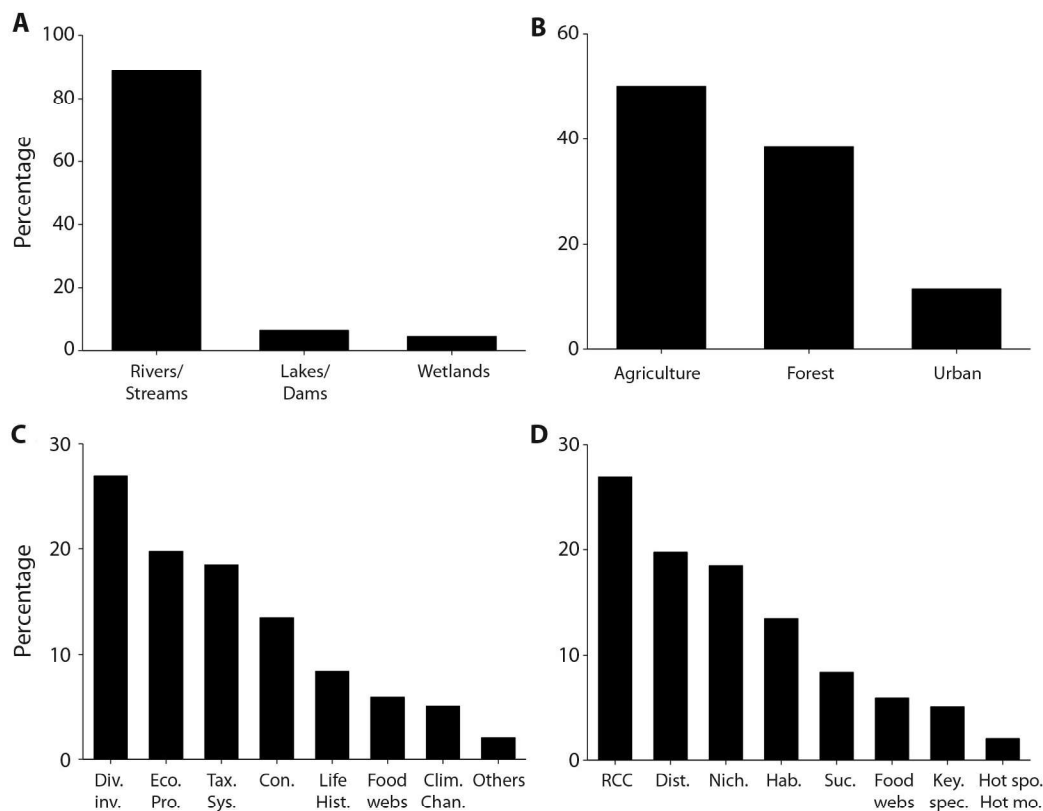 A
100
80
60
40
20
0
Percentage
Rivers/
Streams
Lakes/
Dams
Wetlands
B
60
40
20
0
Agriculture
Forest
Urban
C
30
20
10
0
Percentage
Div.
inv.
Eco.
Pro.
Tax.
Sys.
Con.
Life
Hist.
Food
webs
Clim.
Chan.
Others
D
30
20
10
0
RCC
Dist.
Nich.
Hab.
Suc.
Food
webs
Key.
spec.
Hot spo.
Hot mo.